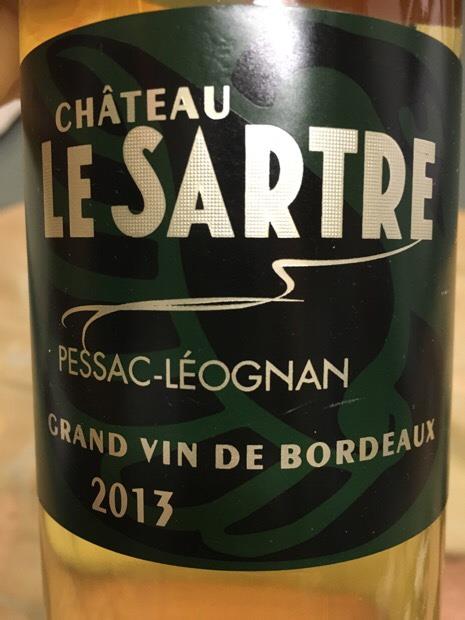 CHÂTEAU
LE SARTRE
PESSAC-LÉOGNAN
GRAND VIN DE BORDEAUX
2013